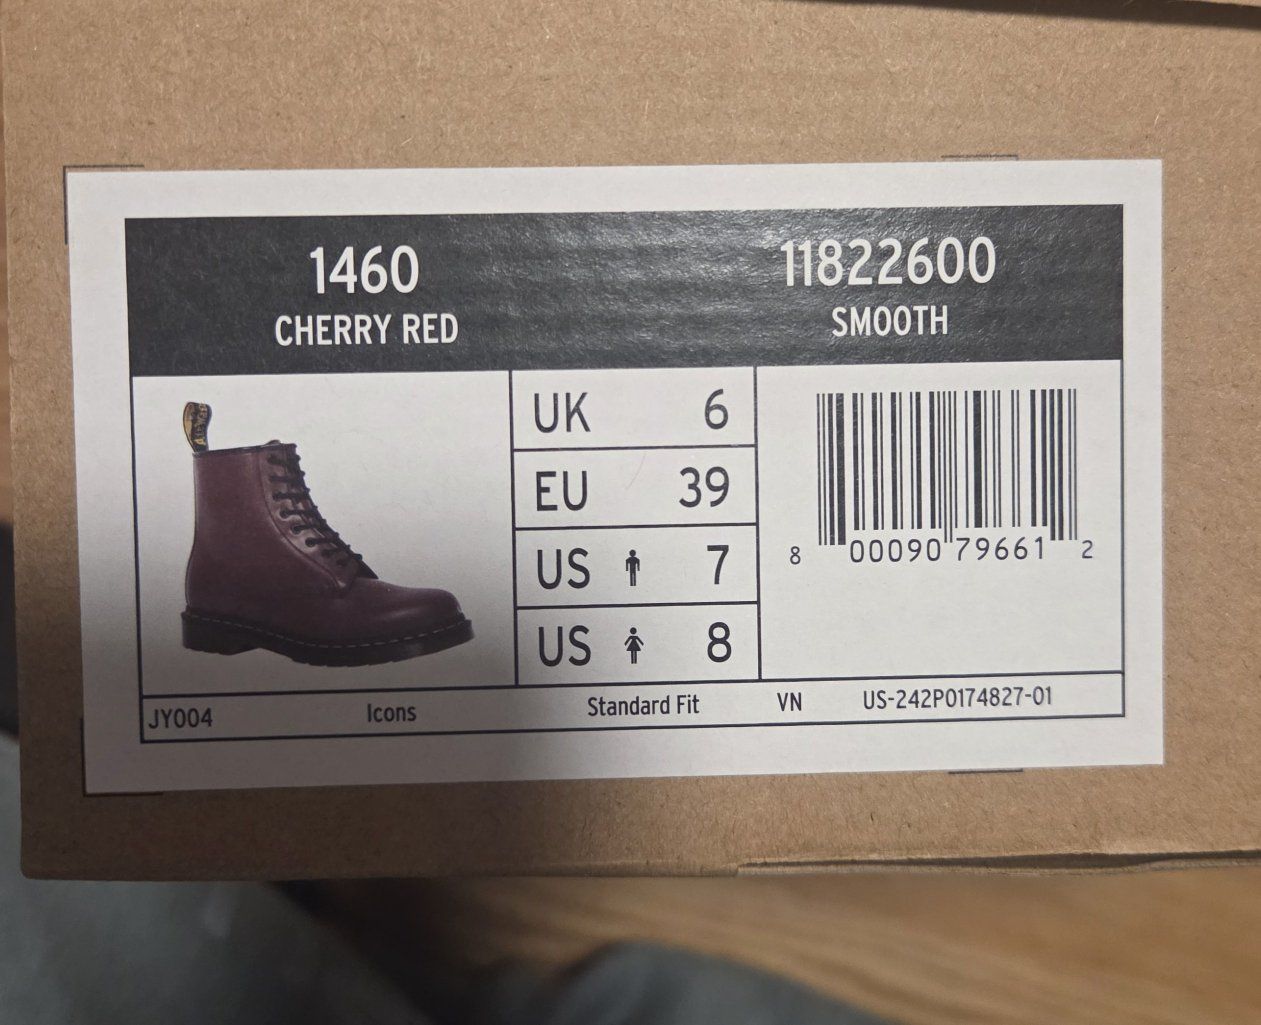 1460
CHERRY RED
11822600
SMOOTH
UK 6
EU 39
US 7
US 8
8 00090 79661 2
JY004 Icons Standard Fit VN US-242P0174827-01